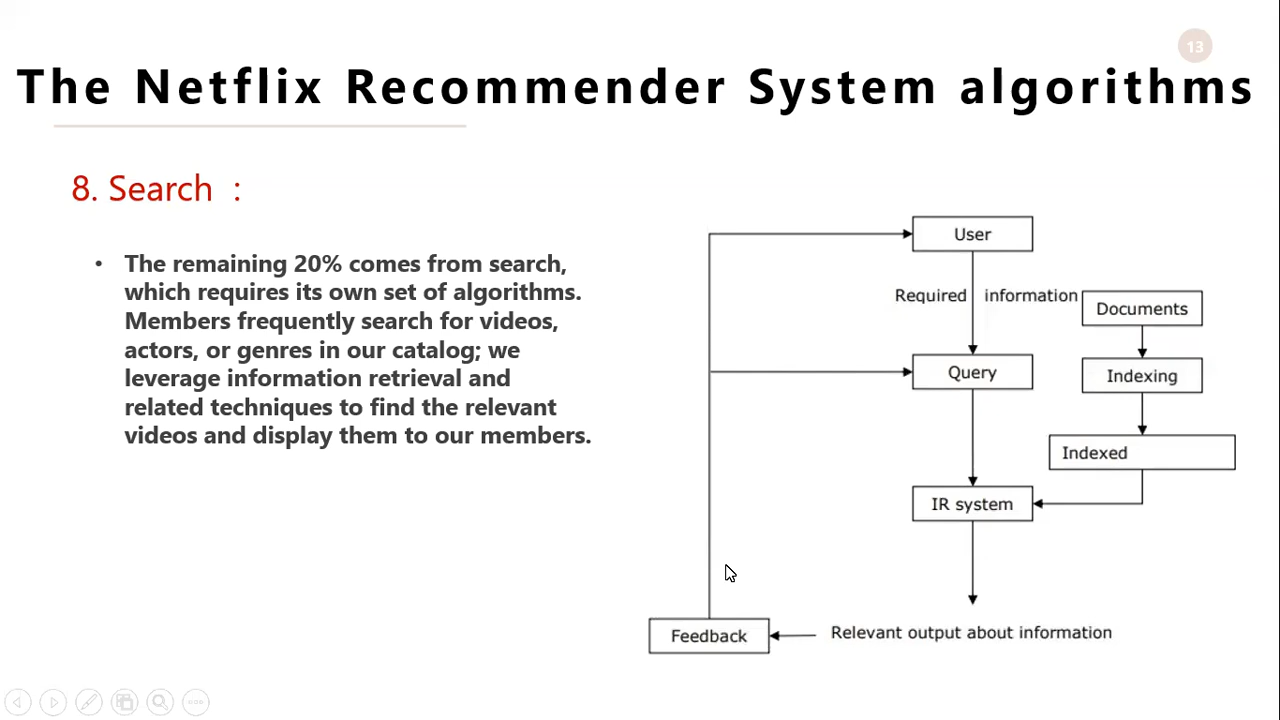 13
The Netflix Recommender System algorithms
8. Search :
• The remaining 20% comes from search,
which requires its own set of algorithms.
Members frequently search for videos,
actors, or genres in our catalog; we
leverage information retrieval and
related techniques to find the relevant
videos and display them to our members.
User
Required information
Documents
Query
Indexing
Indexed
IR system
Relevant output about information
Feedback